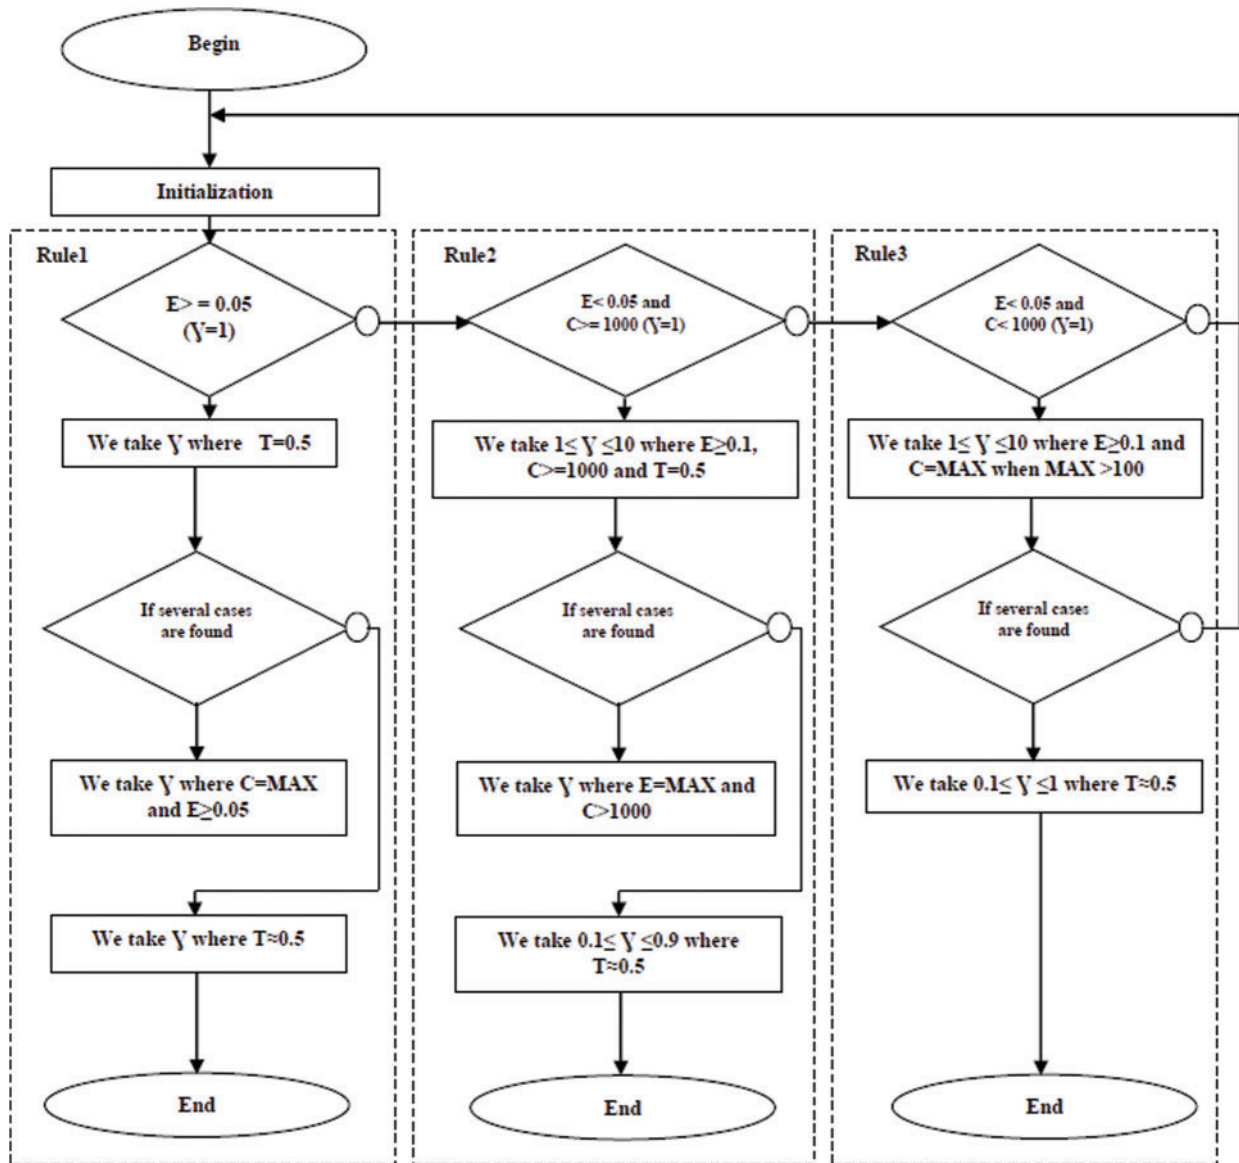 Begin
Initialization
Rule1
E> = 0.05
(Ɣ=1)
We take Ɣ where T=0.5
If several cases
are found
We take Ɣ where C=MAX
and E≥0.05
We take Ɣ where T≈0.5
End
Rule2
E< 0.05 and
C>= 1000 (Ɣ=1)
We take 1≤ Ɣ ≤10 where E≥0.1,
C>=1000 and T=0.5
If several cases
are found
We take Ɣ where E=MAX and
C>1000
We take 0.1≤ Ɣ ≤0.9 where
T≈0.5
End
Rule3
E< 0.05 and
C< 1000 (Ɣ=1)
We take 1≤ Ɣ ≤10 where E≥0.1 and
C=MAX when MAX >100
If several cases
are found
We take 0.1≤ Ɣ ≤1 where T≈0.5
End